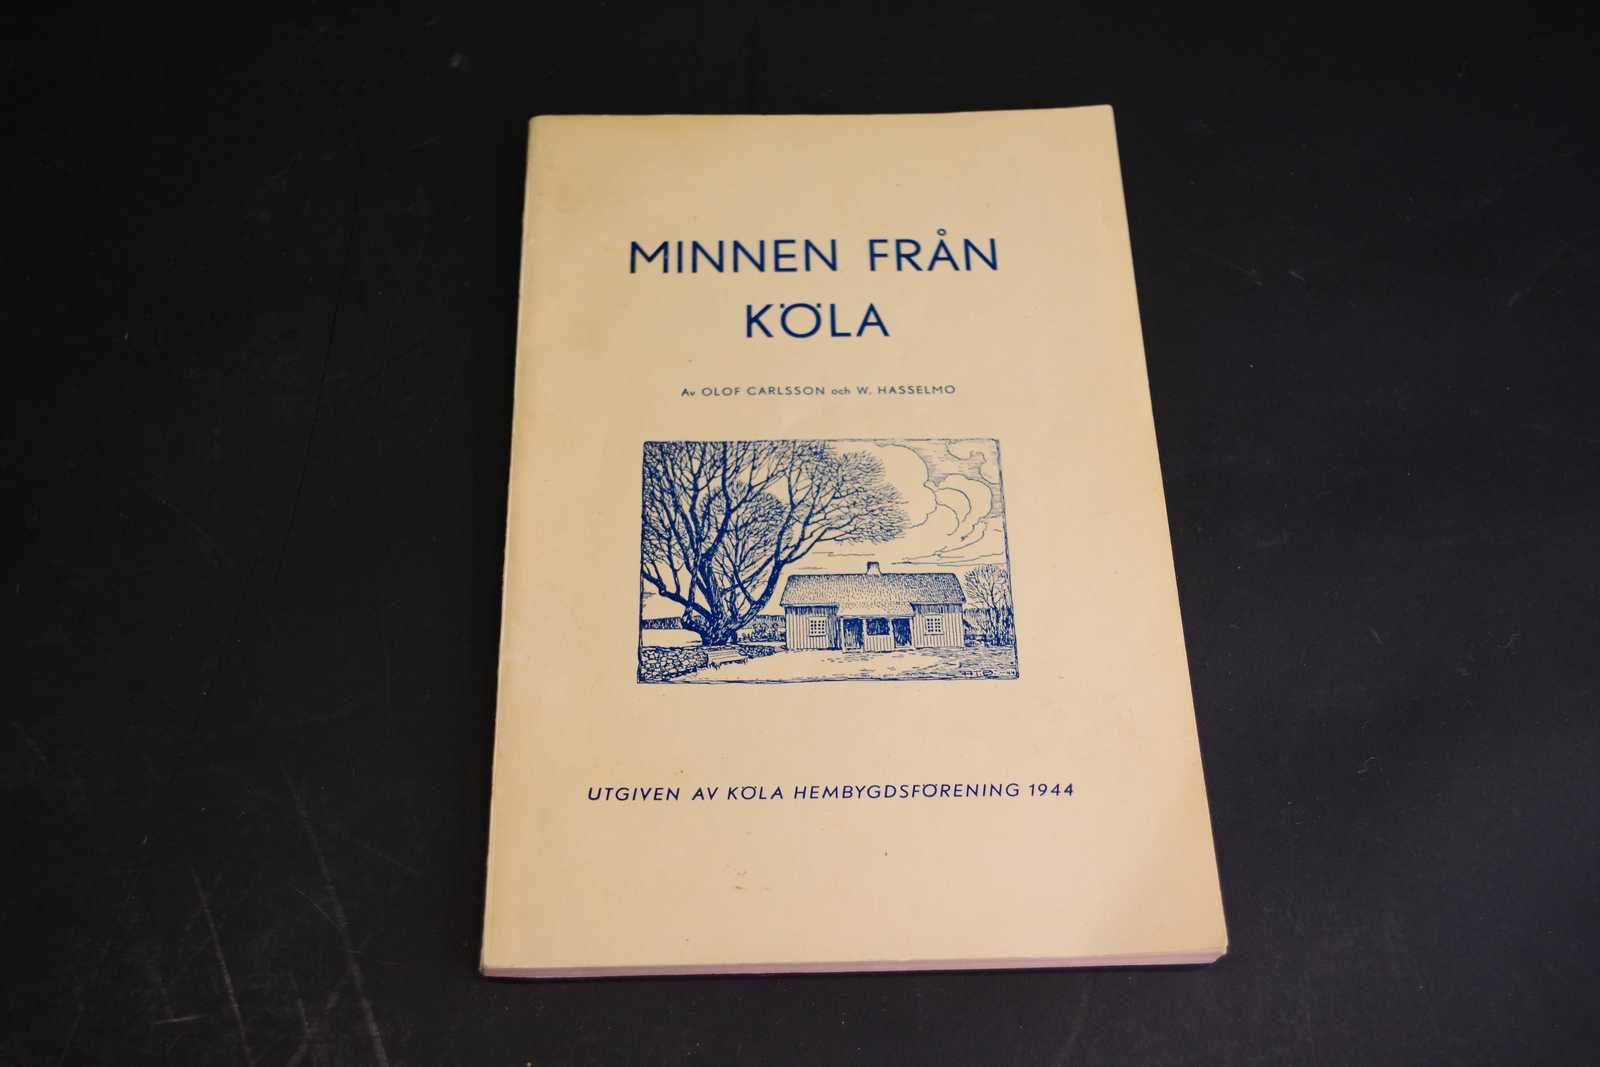 MINNEN FRÅN
KÖLA
Av OLOF CARLSSON och W. HASSELMO
UTGIVEN AV KÖLA HEMBYGDSFÖRENING 1944